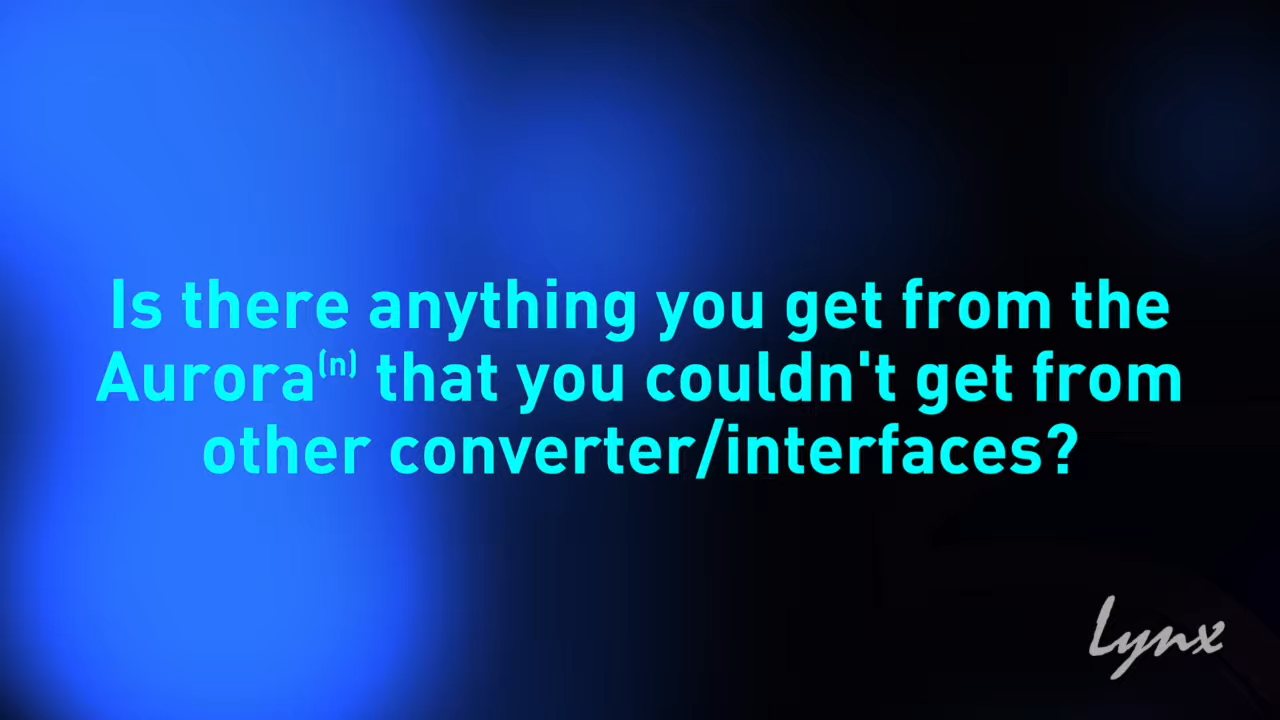 Is there anything you get from the
Aurora⁽ⁿ⁾ that you couldn't get from
other converter/interfaces?
Lynx